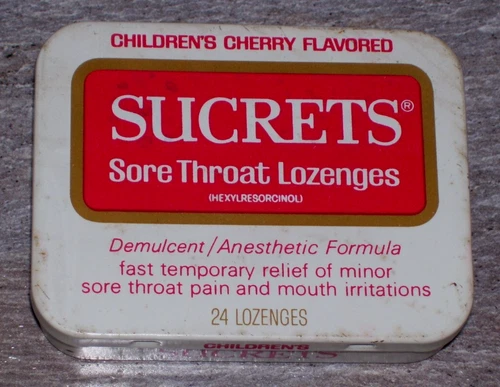 CHILDREN'S CHERRY FLAVORED
SUCRETS®
Sore Throat Lozenges
(HEXYLRESORCINOL)
Demulcent/Anesthetic Formula
fast temporary relief of minor
sore throat pain and mouth irritations
24 LOZENGES
CHILDREN'S
SUCRETS